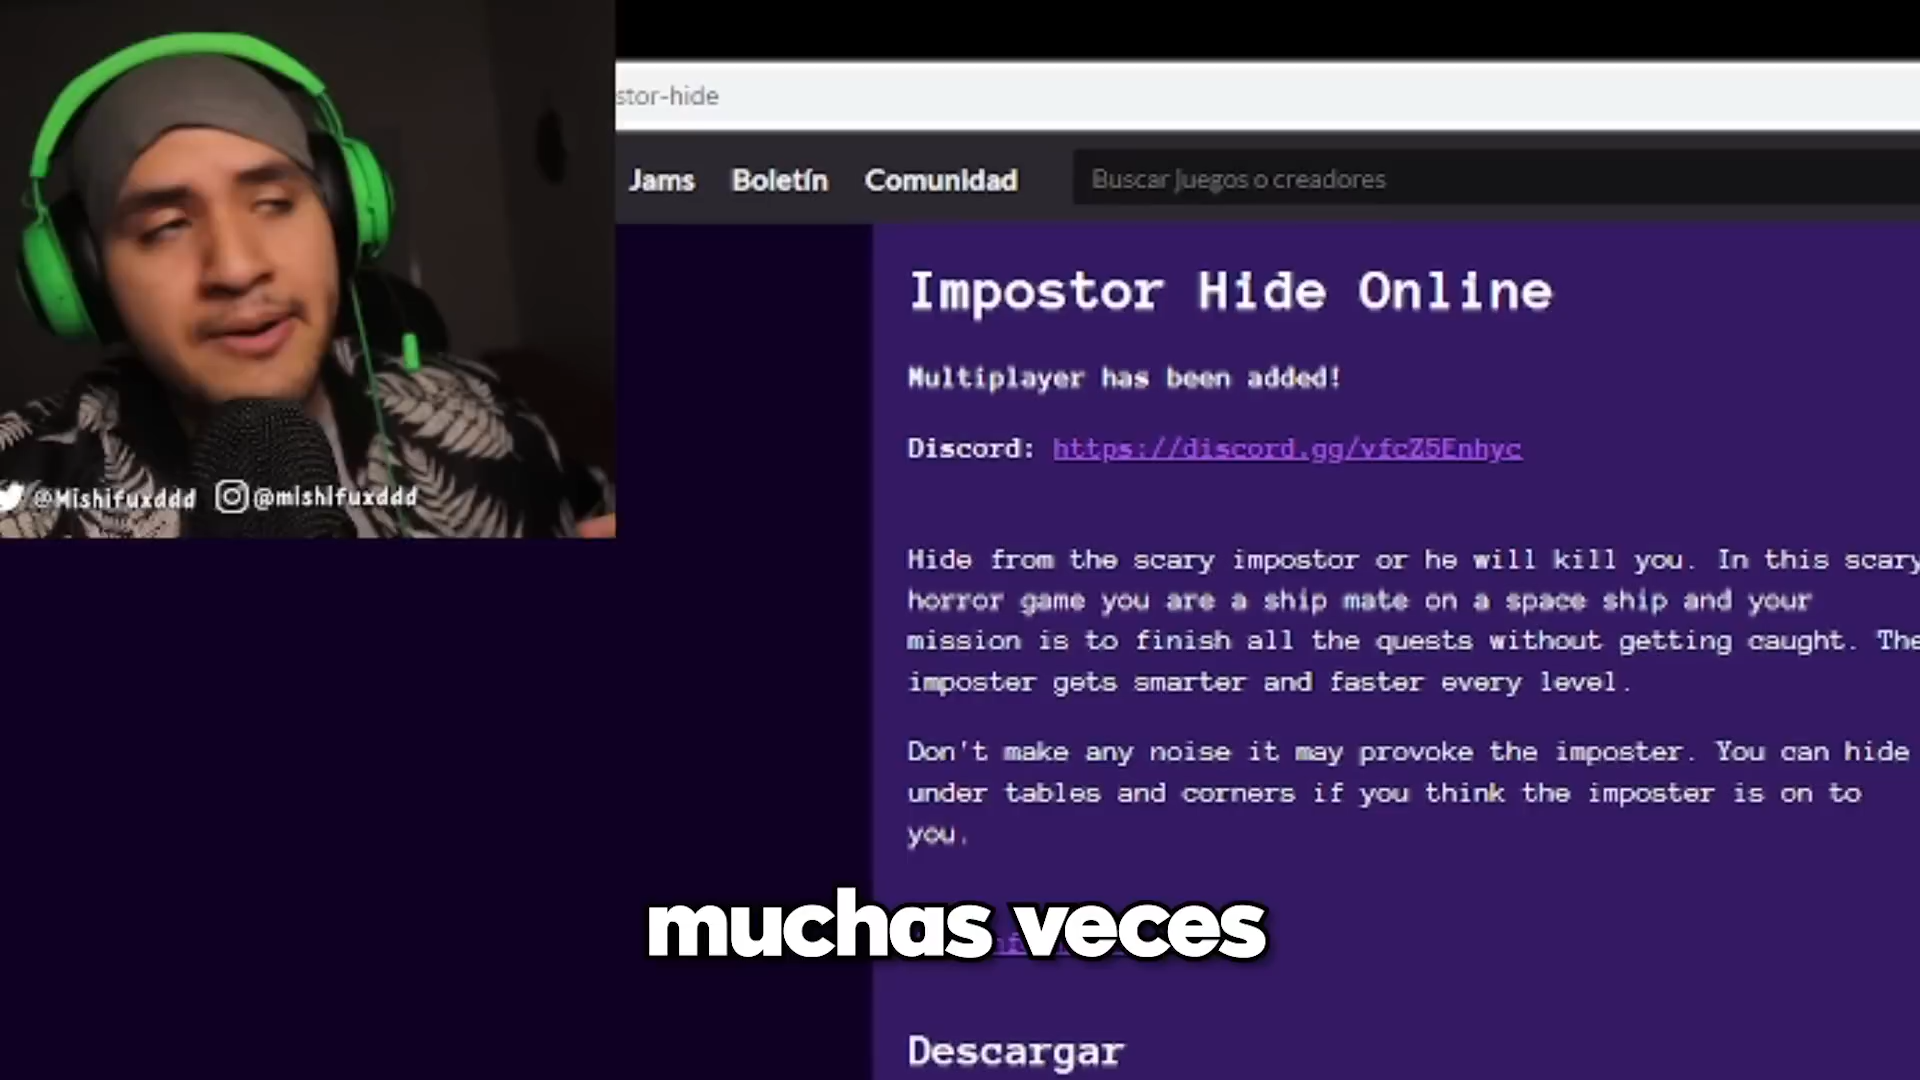 stor-hide
Jams Boletín Comunidad Buscar juegos o creadores
Impostor Hide Online
Multiplayer has been added!
Discord: https://discord.gg/vfcZ5Enhyc
Hide from the scary impostor or he will kill you. In this scary
horror game you are a ship mate on a space ship and your
mission is to finish all the quests without getting caught. The
imposter gets smarter and faster every level.
Don't make any noise it may provoke the imposter. You can hide
under tables and corners if you think the imposter is on to
you.
@Mishifuxddd @mishifuxddd
muchas veces
Descargar